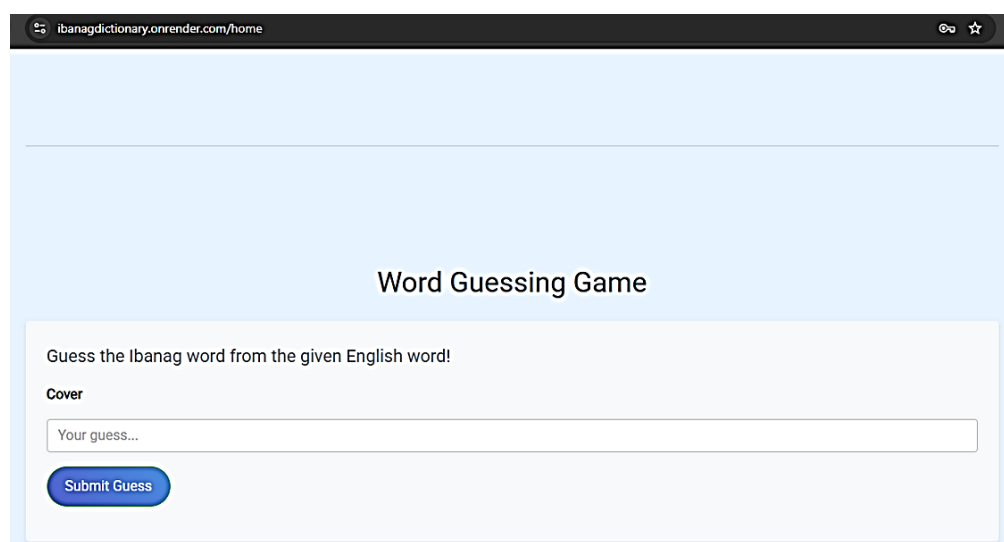 ibanagdictionary.onrender.com/home
Word Guessing Game
Guess the Ibanag word from the given English word!
Cover
Your guess...
Submit Guess